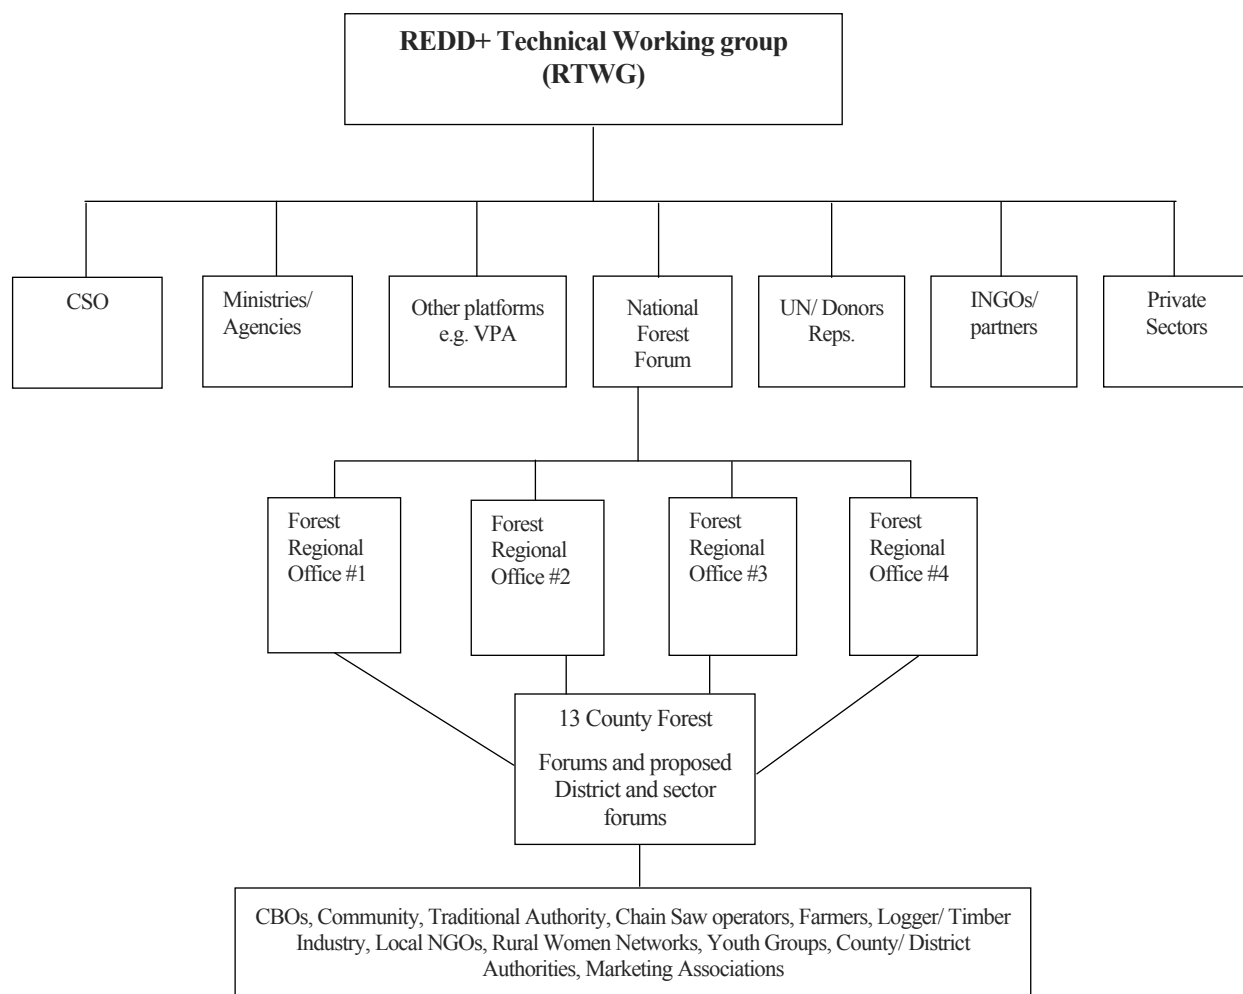 REDD+ Technical Working group
(RTWG)
CSO
Ministries/
Agencies
Other platforms
e.g. VPA
National
Forest
Forum
UN/ Donors
Reps.
INGOs/
partners
Private
Sectors
Forest
Regional
Office #1
Forest
Regional
Office #2
Forest
Regional
Office #3
Forest
Regional
Office #4
13 County Forest
Forums and proposed
District and sector
forums
CBOs, Community, Traditional Authority, Chain Saw operators, Farmers, Logger/ Timber
Industry, Local NGOs, Rural Women Networks, Youth Groups, County/ District
Authorities, Marketing Associations